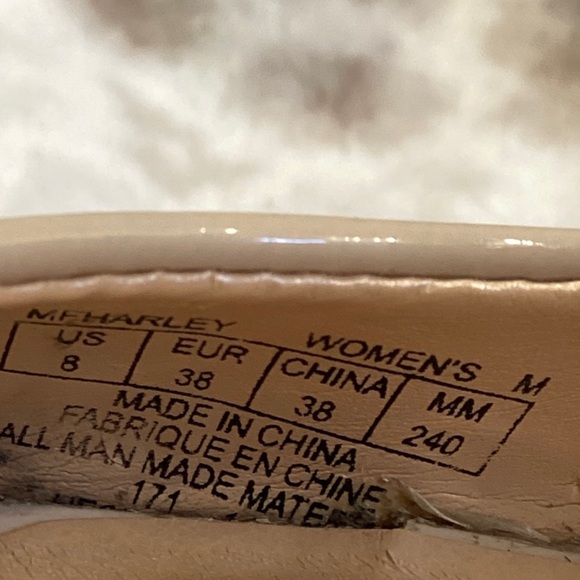 MFHARLEY WOMEN'S M
US EUR CHINA MM
8 38 38 240
MADE IN CHINA
FABRIQUE EN CHINE
ALL MAN MADE
171